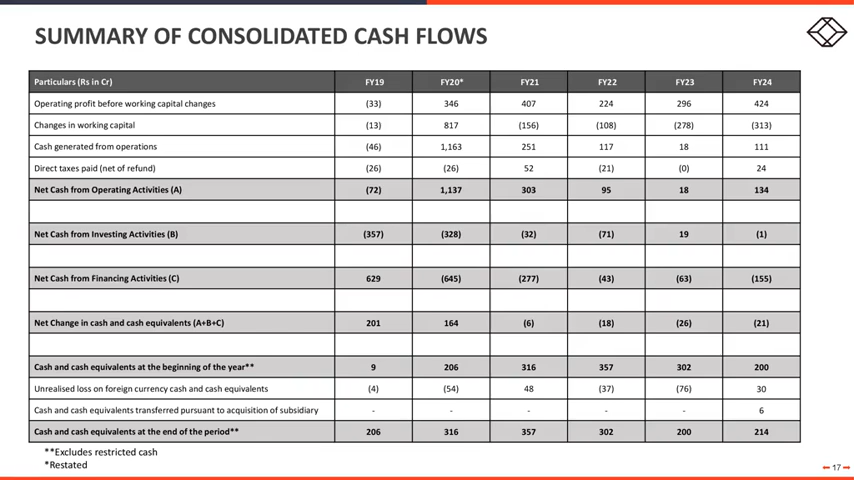 SUMMARY OF CONSOLIDATED CASH FLOWS
Particulars (Rs in Cr) FY19 FY20* FY21 FY22 FY23 FY24
Operating profit before working capital changes (33) 346 407 224 296 424
Changes in working capital (13) 817 (156) (108) (278) (313)
Cash generated from operations (46) 1,163 251 117 18 111
Direct taxes paid (net of refund) (26) (26) 52 (21) (0) 24
Net Cash from Operating Activities (A) (72) 1,137 303 95 18 134
Net Cash from Investing Activities (B) (357) (328) (32) (71) 19 (1)
Net Cash from Financing Activities (C) 629 (645) (277) (43) (63) (155)
Net Change in cash and cash equivalents (A+B+C) 201 164 (6) (18) (26) (21)
Cash and cash equivalents at the beginning of the year** 9 206 316 357 302 200
Unrealised loss on foreign currency cash and cash equivalents (4) (54) 48 (37) (76) 30
Cash and cash equivalents transferred pursuant to acquisition of subsidiary - - - - - 6
Cash and cash equivalents at the end of the period** 206 316 357 302 200 214
**Excludes restricted cash
*Restated
17